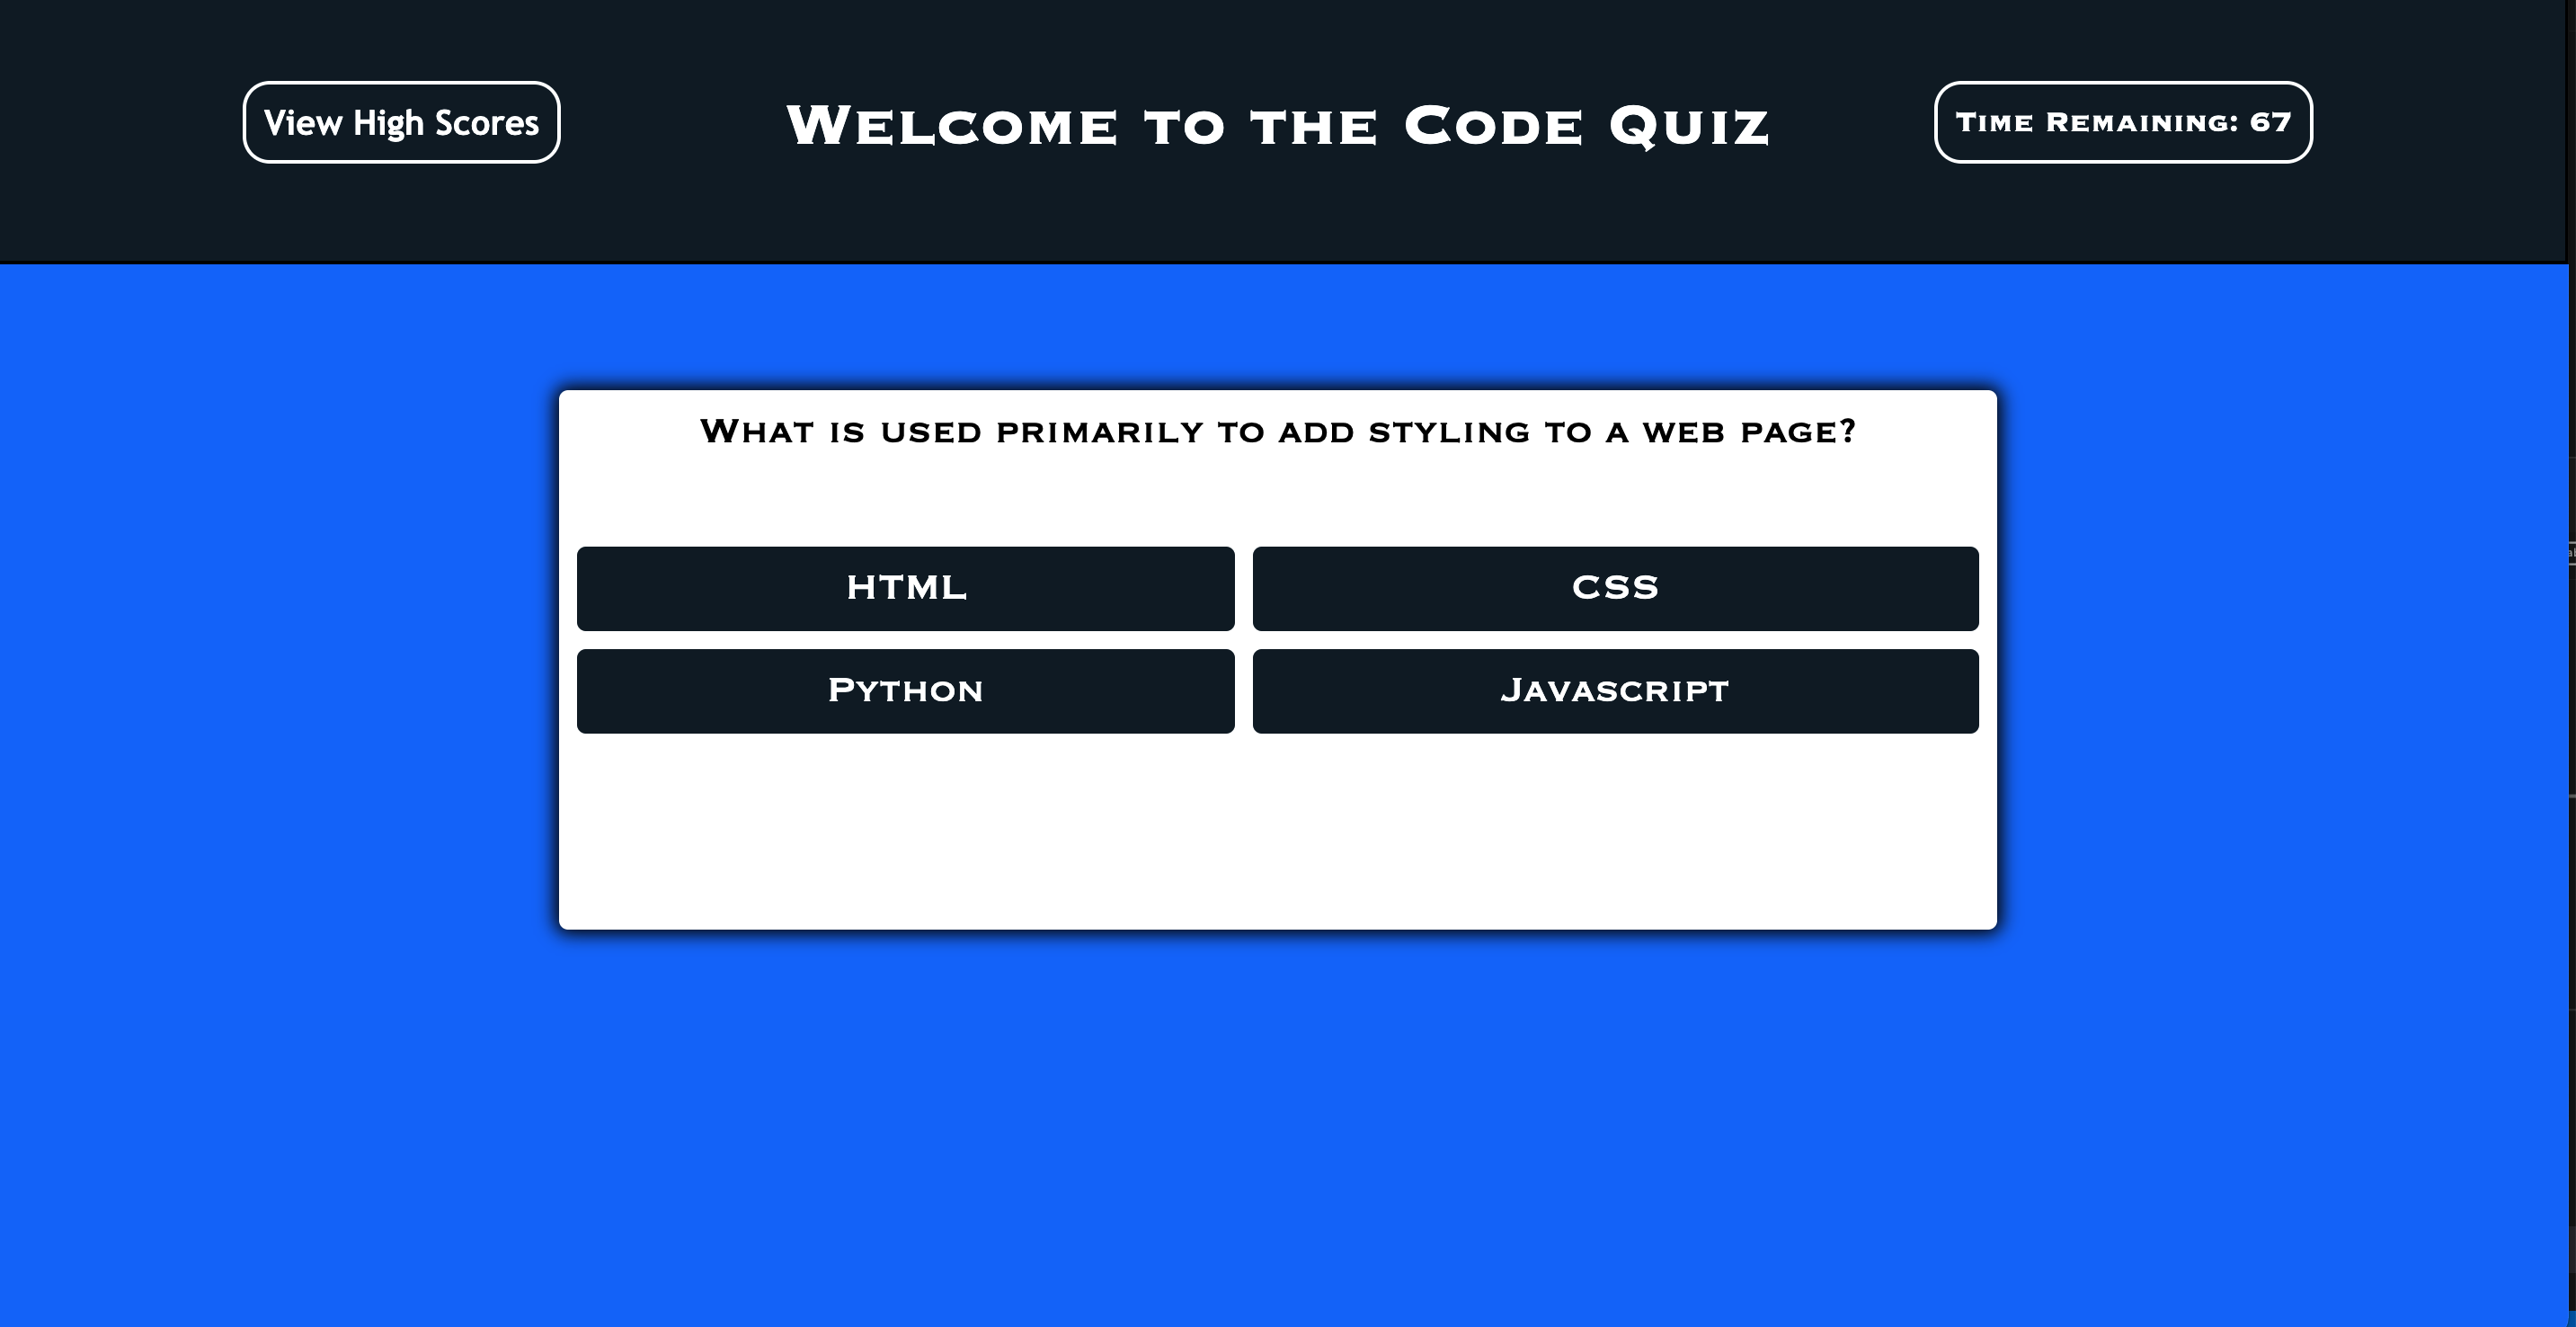 View High Scores
Welcome to the Code Quiz
Time Remaining: 67
What is used primarily to add styling to a web page?
HTML
CSS
Python
Javascript